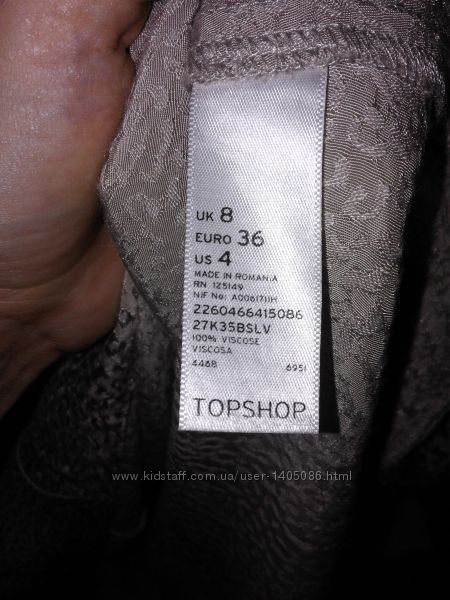 UK 8
EURO 36
US 4
MADE IN ROMANIA
RN 125149
NIF No: A0061711H
2260466415086
27K35BSLV
100% VISCOSE
VISCOSA
4468 6951
TOPSHOP
www.kidstaff.com.ua/user-1405086.html